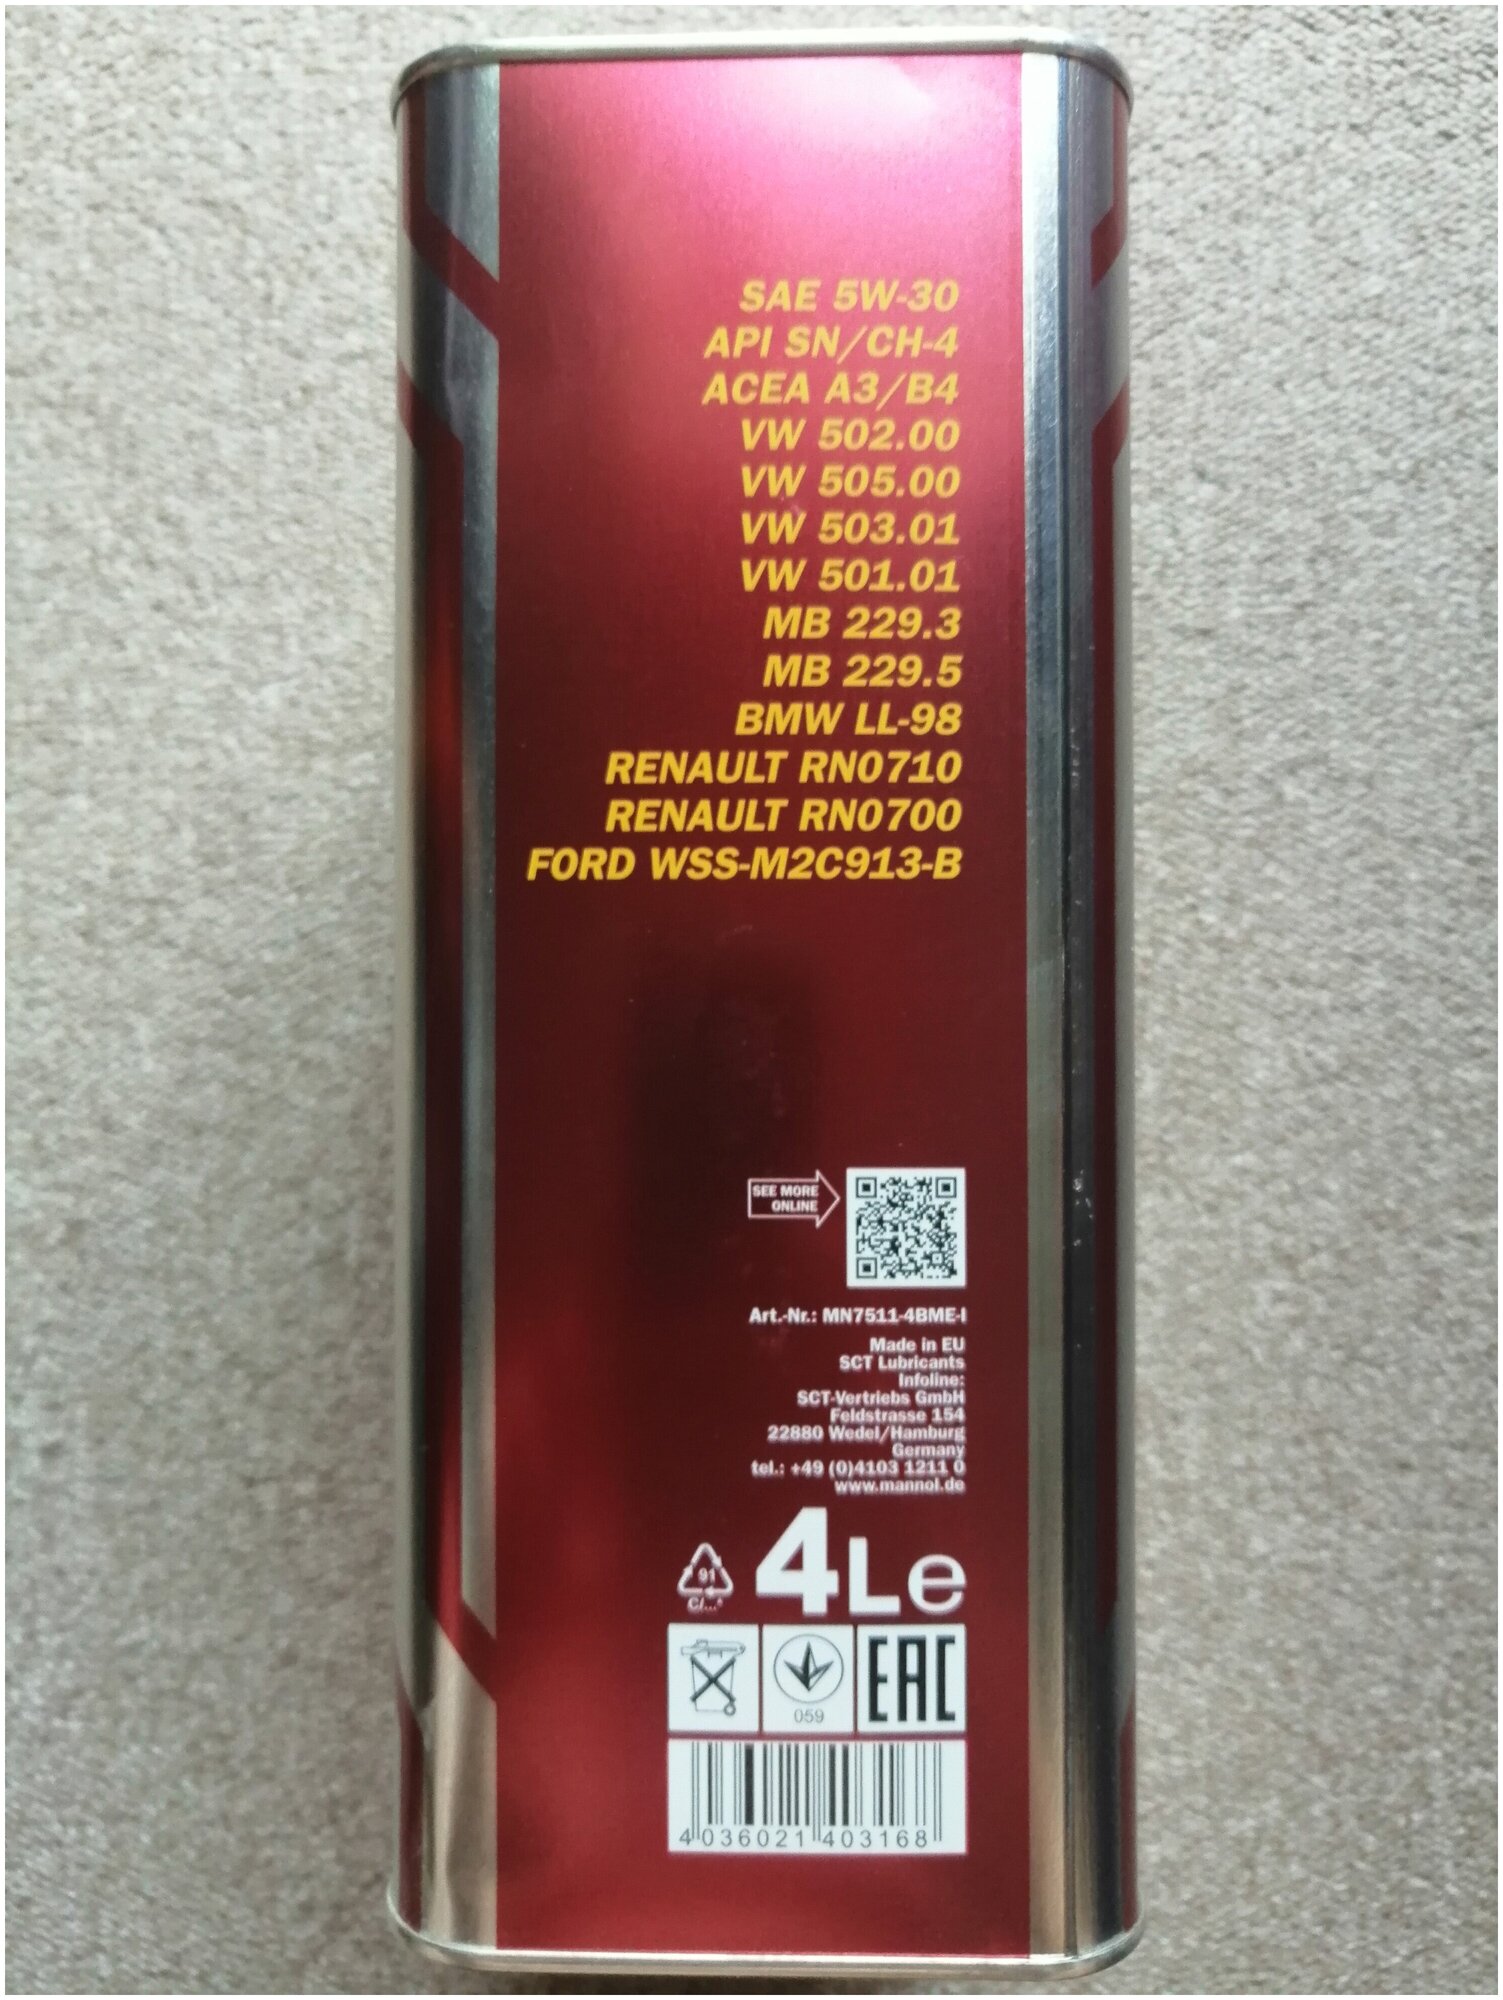 SAE 5W-30
API SN/CH-4
ACEA A3/B4
VW 502.00
VW 505.00
VW 503.01
VW 501.01
MB 229.3
MB 229.5
BMW LL-98
RENAULT RN0710
RENAULT RN0700
FORD WSS-M2C913-B
SEE MORE
ONLINE
Art.-Nr.: MN7511-4BME-I
Made in EU
SCT Lubricants
Infoline:
SCT-Vertriebs GmbH
Feldstrasse 154
22880 Wedel/Hamburg
Germany
tel.: +49 (0)4103 1211 0
www.mannol.de
91
C/...*
4Le
059
EAC
4036021403168